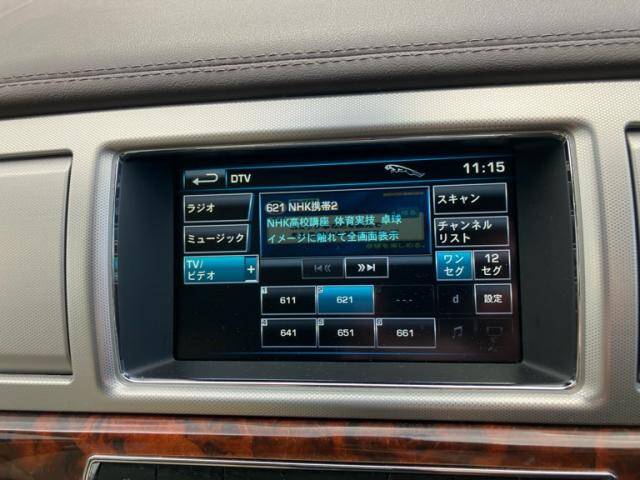 DTV
11:15
ラジオ
ミュージック
TV/
ビデオ
+
621 NHK携帯2
NHK高校講座 体育実技 卓球
イメージに触れて全画面表示
スキャン
チャンネル
リスト
ワン
セグ
12
セグ
611
2 621
---
d
設定
641
651
661